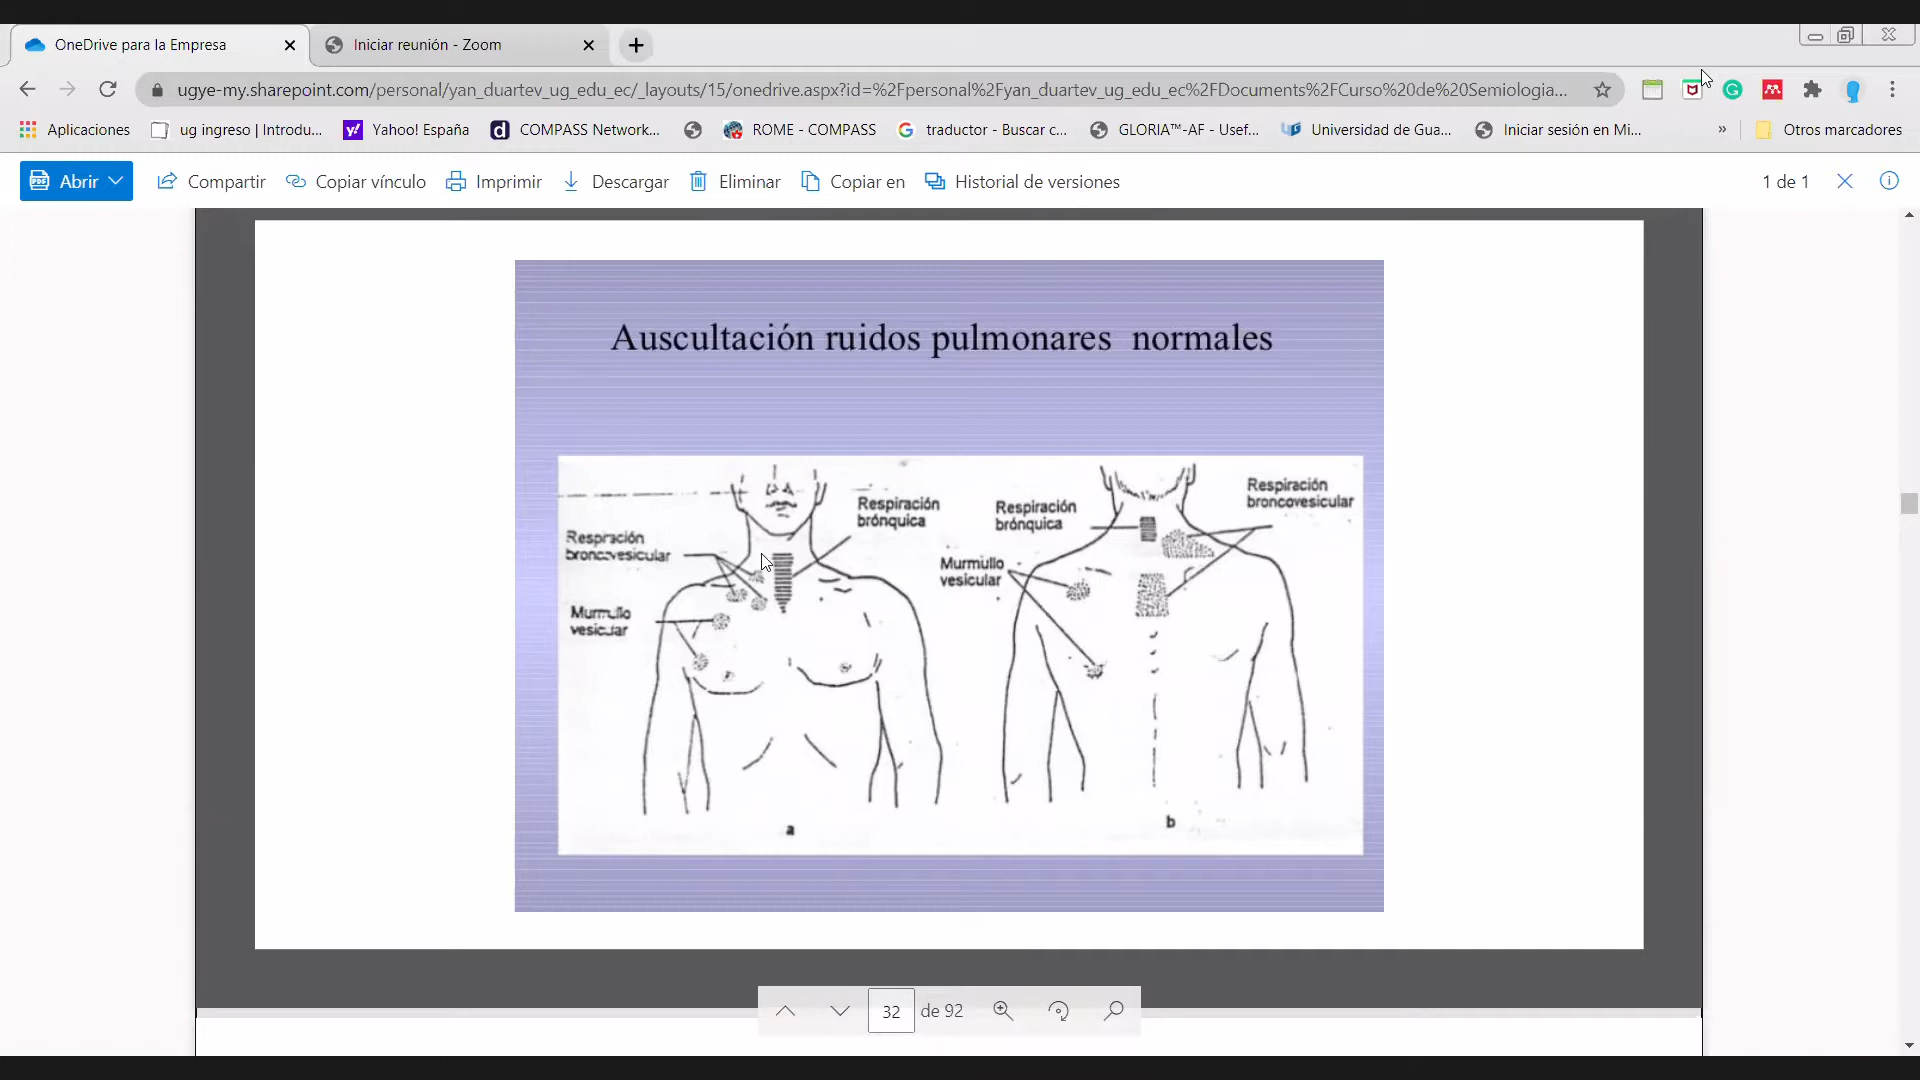 OneDrive para la Empresa
Iniciar reunión - Zoom
ugye-my.sharepoint.com/personal/yan_duartev_ug_edu_ec/_layouts/15/onedrive.aspx?id=%2Fpersonal%2Fyan_duartev_ug_edu_ec%2FDocuments%2FCurso%20de%20Semiologia...
Aplicaciones
ug ingreso | Introdu...
Yahoo! España
COMPASS Network...
ROME - COMPASS
traductor - Buscar c...
GLORIA™-AF - Usef...
Universidad de Gua...
Iniciar sesión en Mi...
»
Otros marcadores
Abrir
Compartir
Copiar vínculo
Imprimir
Descargar
Eliminar
Copiar en
Historial de versiones
1 de 1
Auscultación ruidos pulmonares normales
Respiración
broncovesicular
Murmullo
vesicular
Respiración
brónquica
a
Respiración
brónquica
Murmullo
vesicular
Respiración
broncovesicular
b
32 de 92